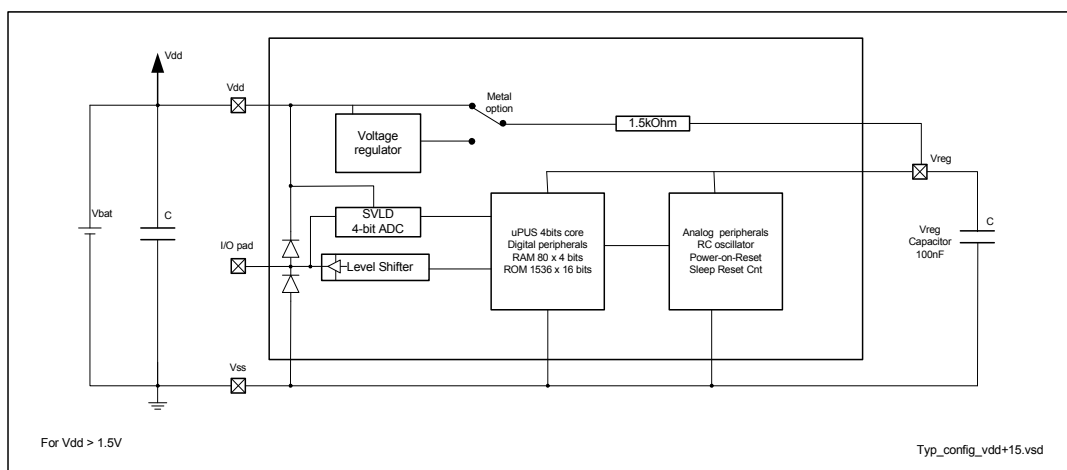 Vdd
Vdd
Metal
option
Voltage
regulator
1.5kOhm
Vreg
Vbat
C
SVLD
4-bit ADC
I/O pad
Level Shifter
uPUS 4bits core
Digital peripherals
RAM 80 x 4 bits
ROM 1536 x 16 bits
Analog peripherals
RC oscillator
Power-on-Reset
Sleep Reset Cnt
C
Vreg
Capacitor
100nF
Vss
For Vdd > 1.5V
Typ_config_vdd+15.vsd